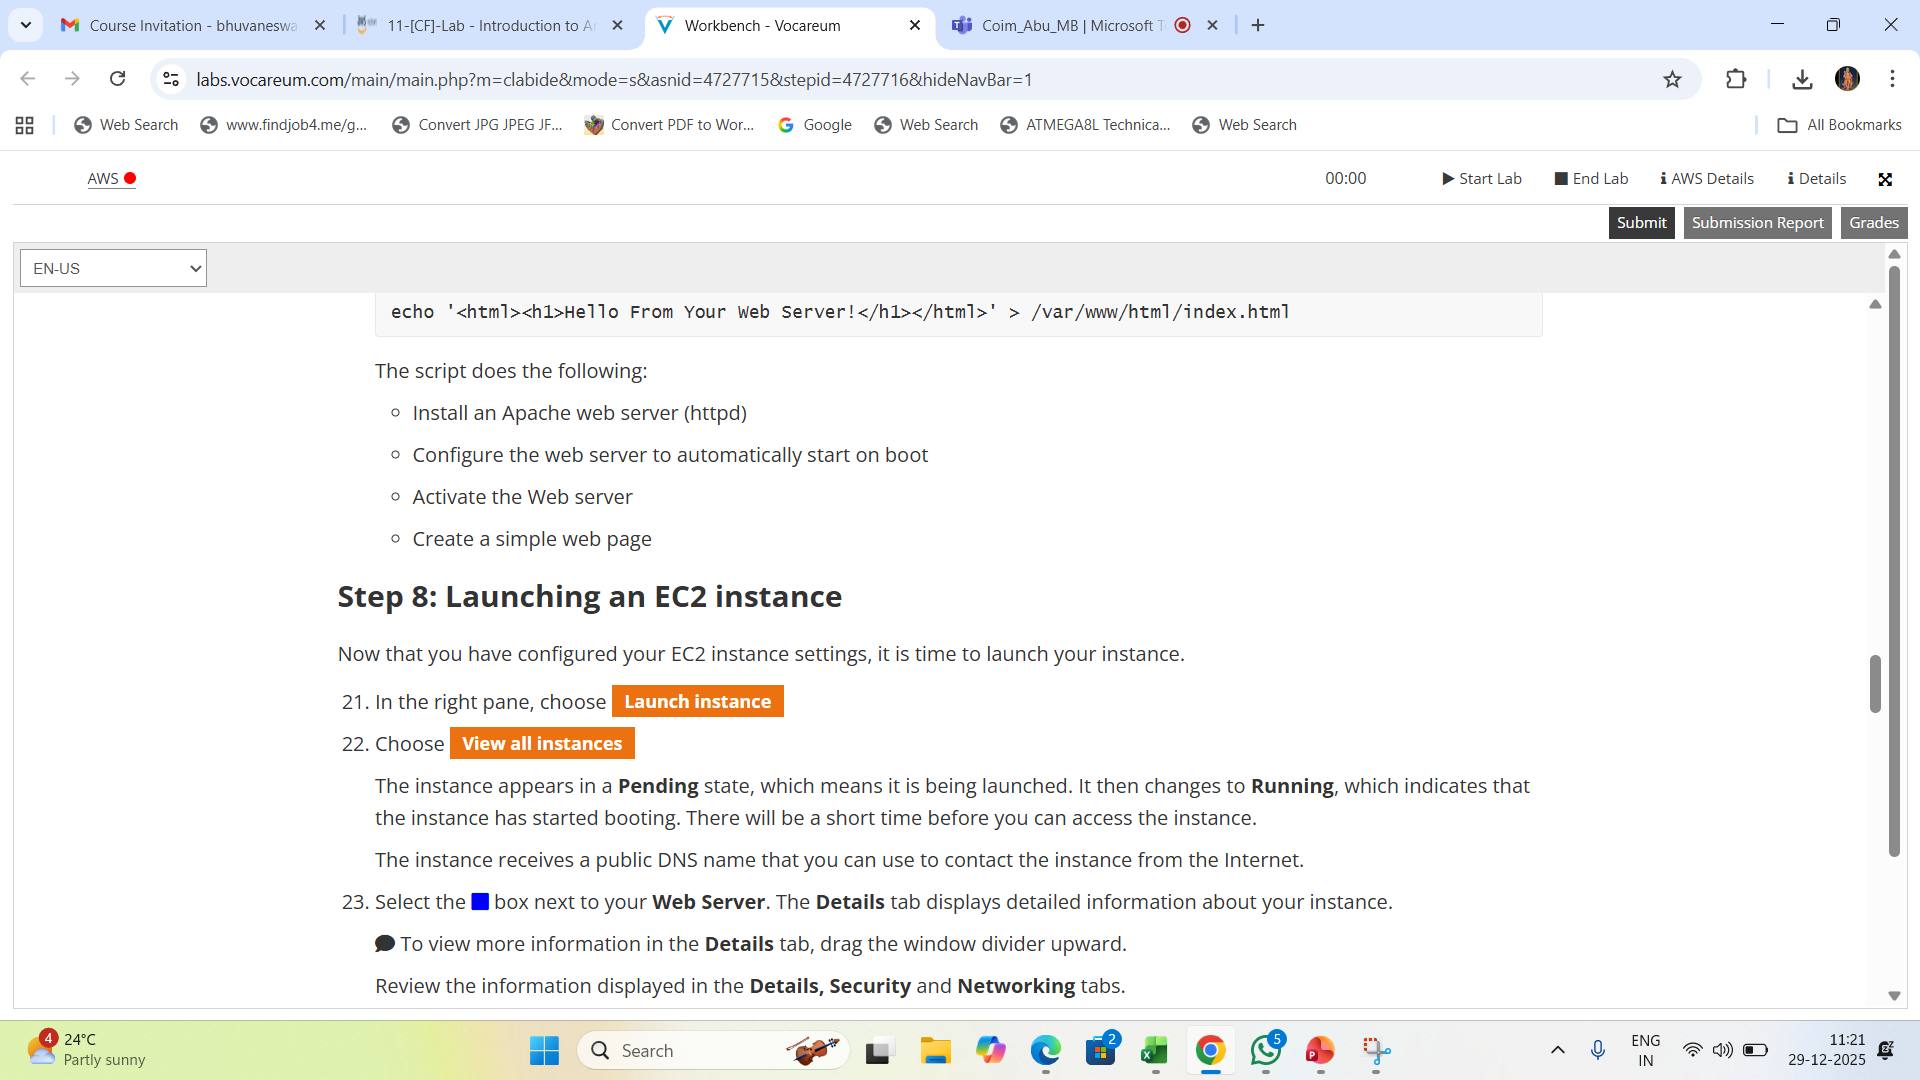 Course Invitation - bhuvaneswa
11-[CF]-Lab - Introduction to A
Workbench - Vocareum
Coim_Abu_MB | Microsoft T
labs.vocareum.com/main/main.php?m=clabide&mode=s&asnid=4727715&stepid=4727716&hideNavBar=1
Web Search
www.findjob4.me/g...
Convert JPG JPEG JF...
Convert PDF to Wor...
Google
Web Search
ATMEGA8L Technica...
Web Search
All Bookmarks
AWS
00:00
Start Lab
End Lab
AWS Details
Details
Submit
Submission Report
Grades
EN-US
echo '<html><h1>Hello From Your Web Server!</h1></html>' > /var/www/html/index.html
The script does the following:
Install an Apache web server (httpd)
Configure the web server to automatically start on boot
Activate the Web server
Create a simple web page
Step 8: Launching an EC2 instance
Now that you have configured your EC2 instance settings, it is time to launch your instance.
21. In the right pane, choose Launch instance
22. Choose View all instances
The instance appears in a Pending state, which means it is being launched. It then changes to Running, which indicates that
the instance has started booting. There will be a short time before you can access the instance.
The instance receives a public DNS name that you can use to contact the instance from the Internet.
23. Select the box next to your Web Server. The Details tab displays detailed information about your instance.
To view more information in the Details tab, drag the window divider upward.
Review the information displayed in the Details, Security and Networking tabs.
4
24°C
Partly sunny
Search
2
5
ENG
IN
11:21
29-12-2025